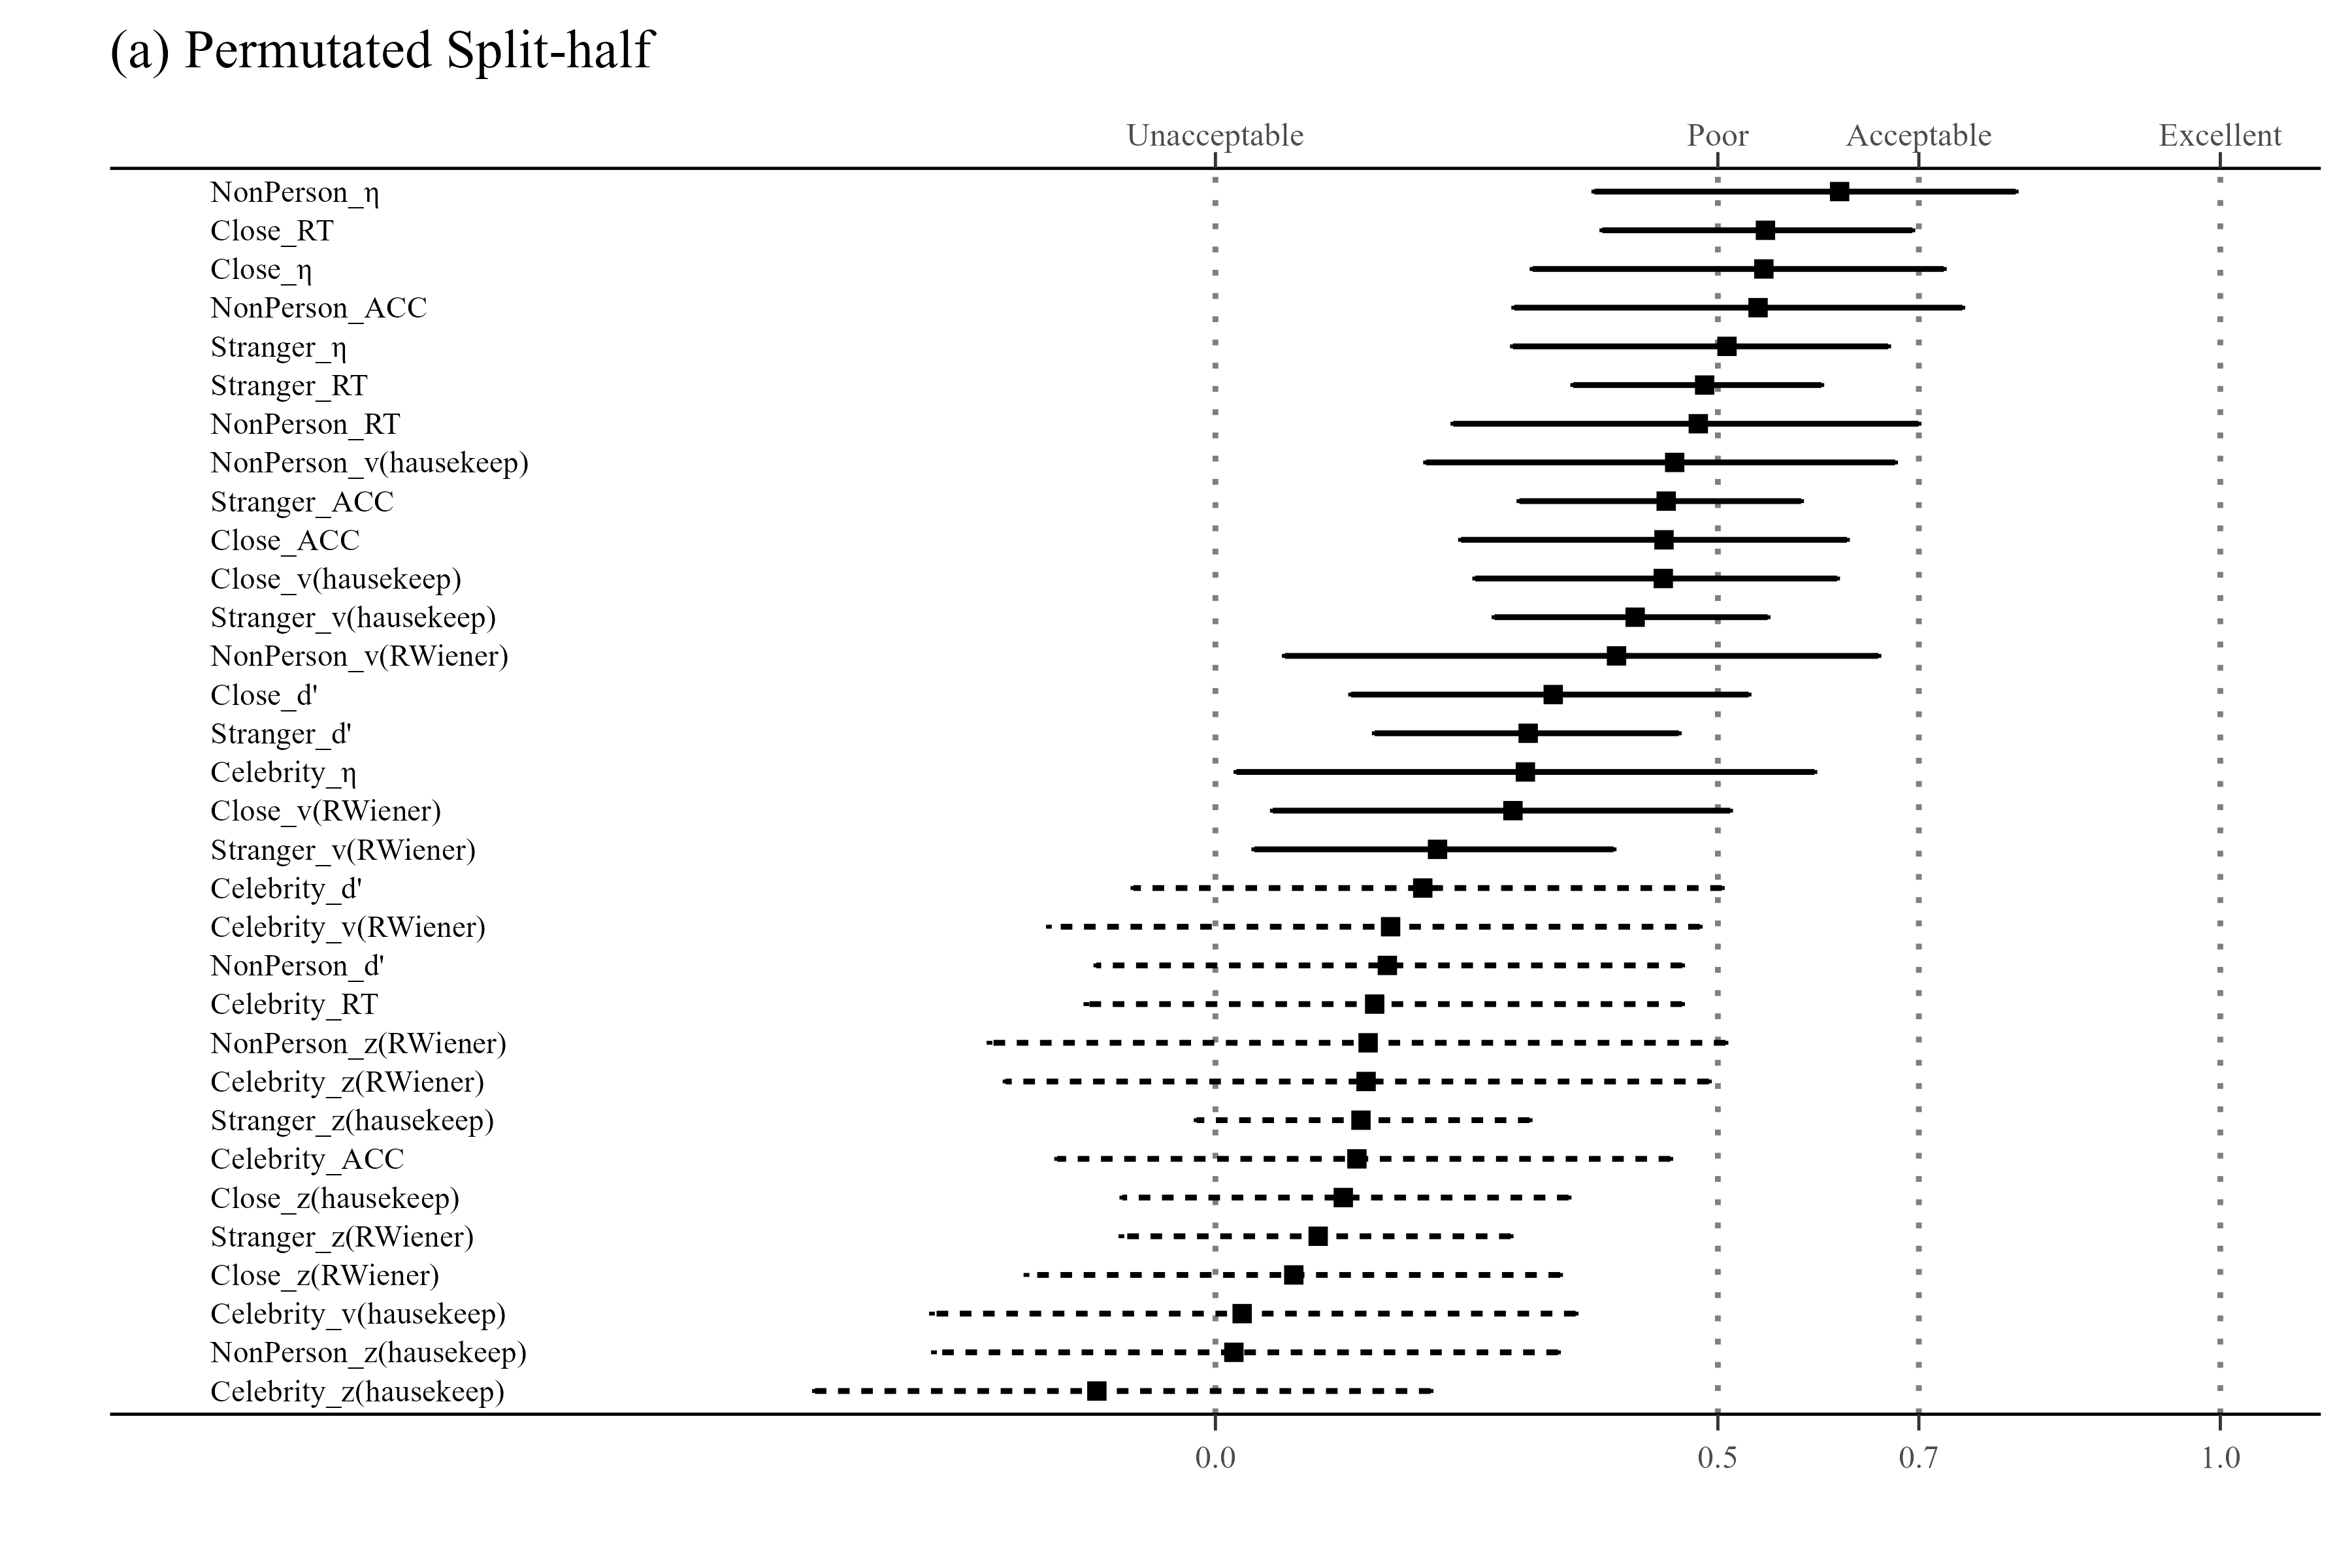 (a) Permutated Split-half
Unacceptable Poor Acceptable Excellent
NonPerson_η
Close_RT
Close_η
NonPerson_ACC
Stranger_η
Stranger_RT
NonPerson_RT
NonPerson_v(hausekeep)
Stranger_ACC
Close_ACC
Close_v(hausekeep)
Stranger_v(hausekeep)
NonPerson_v(RWiener)
Close_d'
Stranger_d'
Celebrity_η
Close_v(RWiener)
Stranger_v(RWiener)
Celebrity_d'
Celebrity_v(RWiener)
NonPerson_d'
Celebrity_RT
NonPerson_z(RWiener)
Celebrity_z(RWiener)
Stranger_z(hausekeep)
Celebrity_ACC
Close_z(hausekeep)
Stranger_z(RWiener)
Close_z(RWiener)
Celebrity_v(hausekeep)
NonPerson_z(hausekeep)
Celebrity_z(hausekeep)
0.0 0.5 0.7 1.0